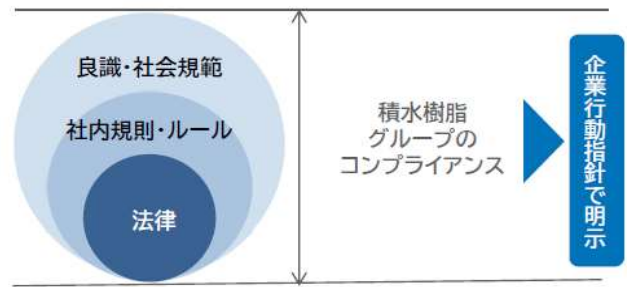 良識・社会規範
社内規則・ルール
法律
積水樹脂
グループの
コンプライアンス
企業行動指針で明示